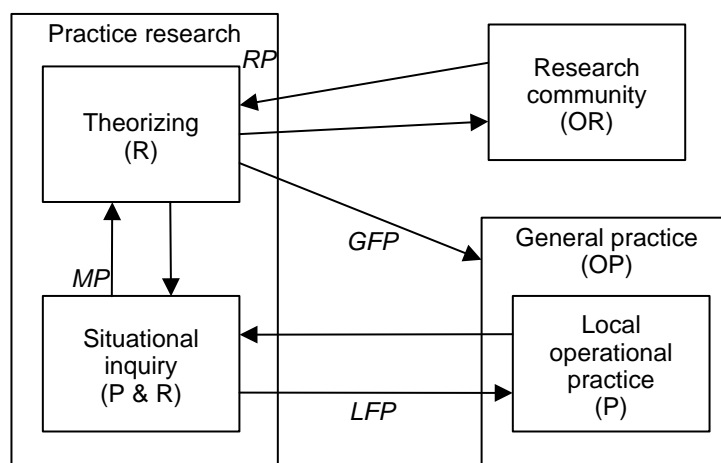 Practice research
RP
Theorizing
(R)
Research
community
(OR)
GFP
General practice
(OP)
MP
Situational
inquiry
(P & R)
Local
operational
practice
(P)
LFP